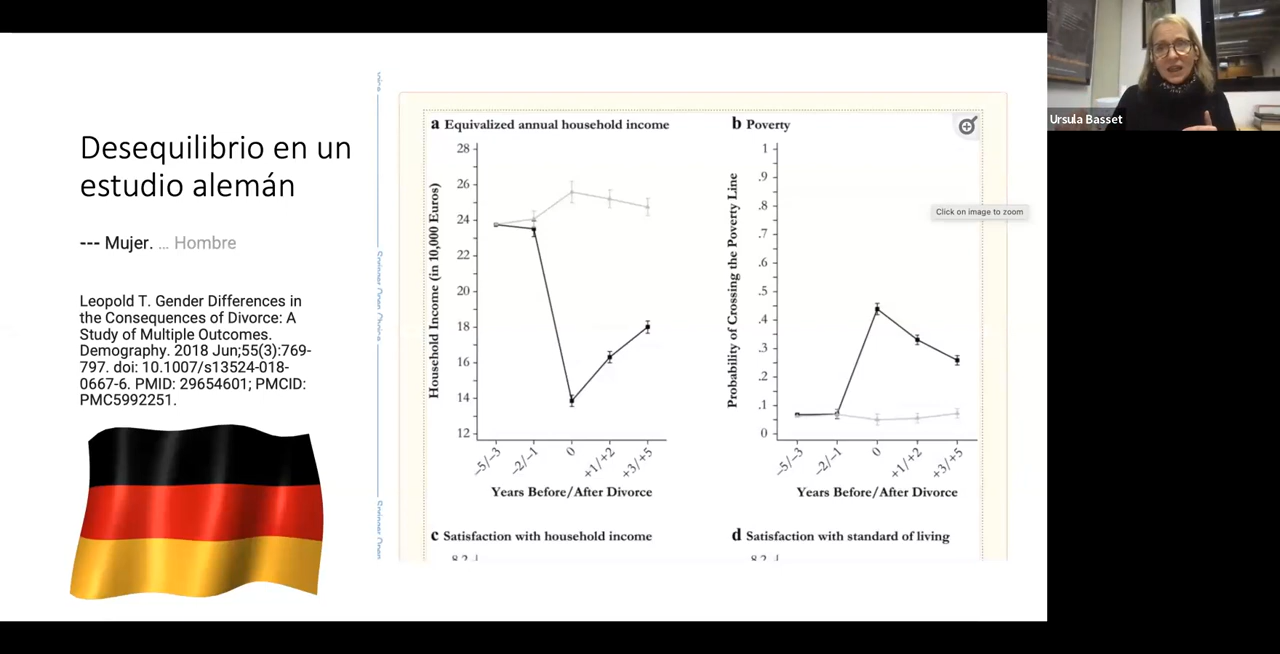 Desequilibrio en un
estudio alemán
--- Mujer. ... Hombre
Leopold T. Gender Differences in
the Consequences of Divorce: A
Study of Multiple Outcomes.
Demography. 2018 Jun;55(3):769-
797. doi: 10.1007/s13524-018-
0667-6. PMID: 29654601; PMCID:
PMC5992251.
a Equivalized annual household income
Household Income (in 10,000 Euros)
28
26
24
22
20
18
16
14
12
–5/–3
–2/–1
0
+1/+2
+3/+5
Years Before/After Divorce
b Poverty
Click on image to zoom
Probability of Crossing the Poverty Line
1
.9
.8
.7
.6
.5
.4
.3
.2
.1
0
–5/–3
–2/–1
0
+1/+2
+3/+5
Years Before/After Divorce
c Satisfaction with household income
8.2
d Satisfaction with standard of living
8.2
Ursula Basset